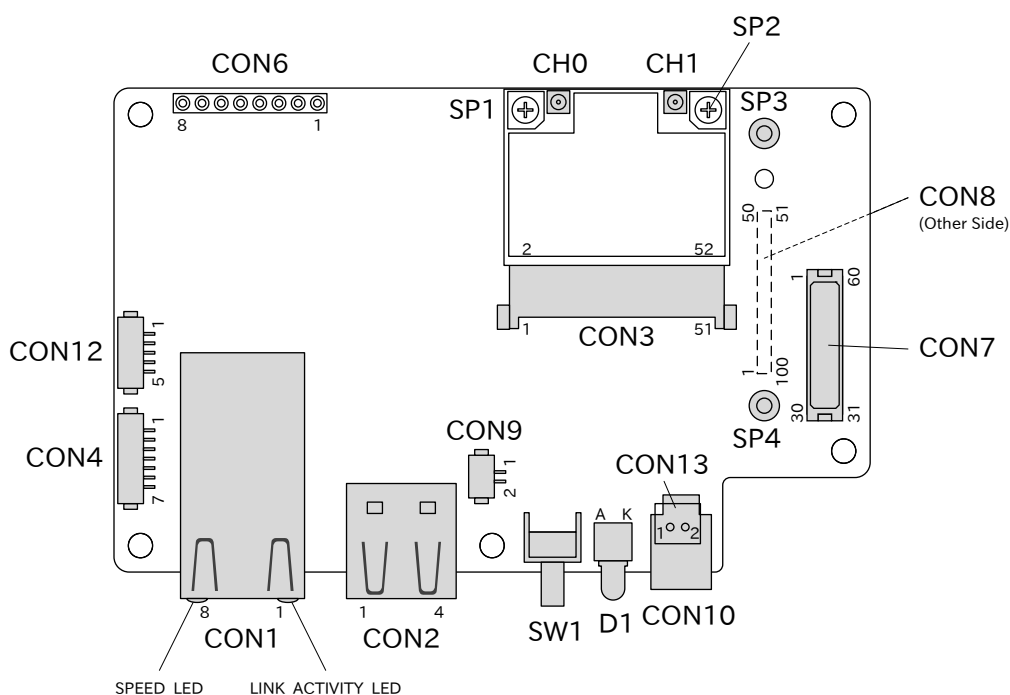 SP2
CON6
CH0
CH1
SP1
SP3
8
1
CON8
(Other Side)
50
51
2
52
1
60
1
51
CON3
CON12
1
5
CON7
1
100
30
31
SP4
CON9
CON4
1
7
1
2
CON13
A
K
1
2
8
1
1
4
CON1
CON2
SW1
D1
CON10
SPEED LED
LINK ACTIVITY LED